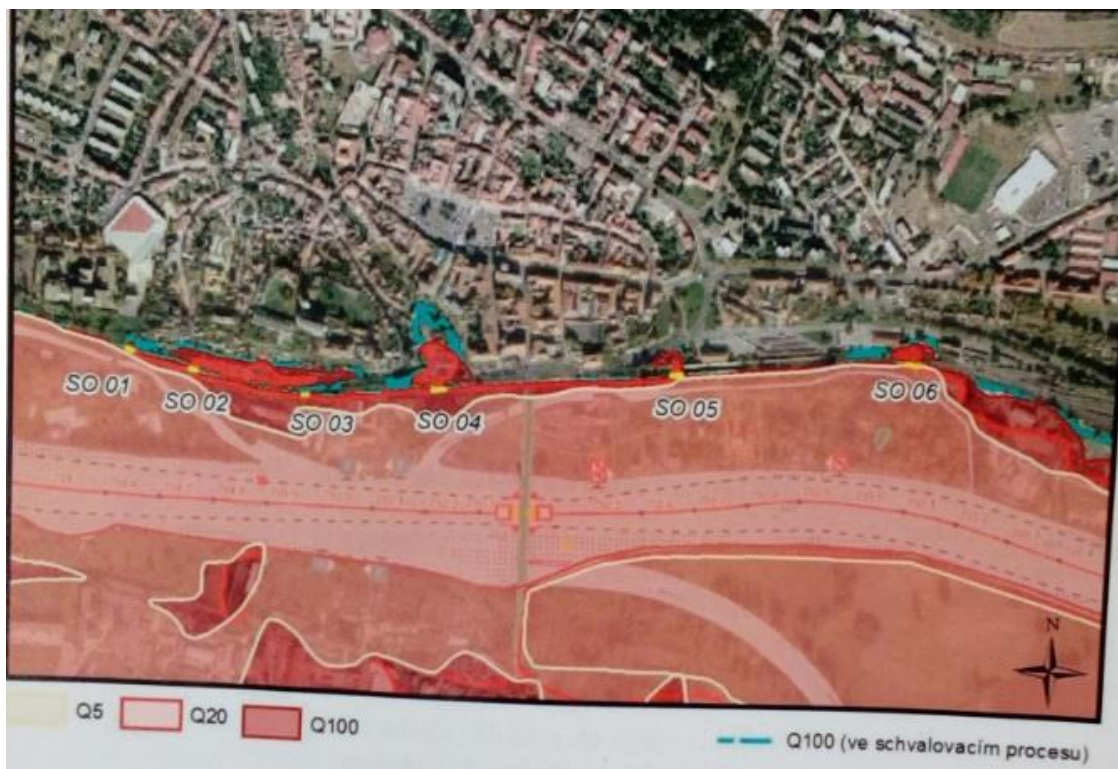 SO 01
SO 02
SO 03
SO 04
SO 05
SO 06
N
Q5
Q20
Q100
Q100 (ve schvalovacím procesu)